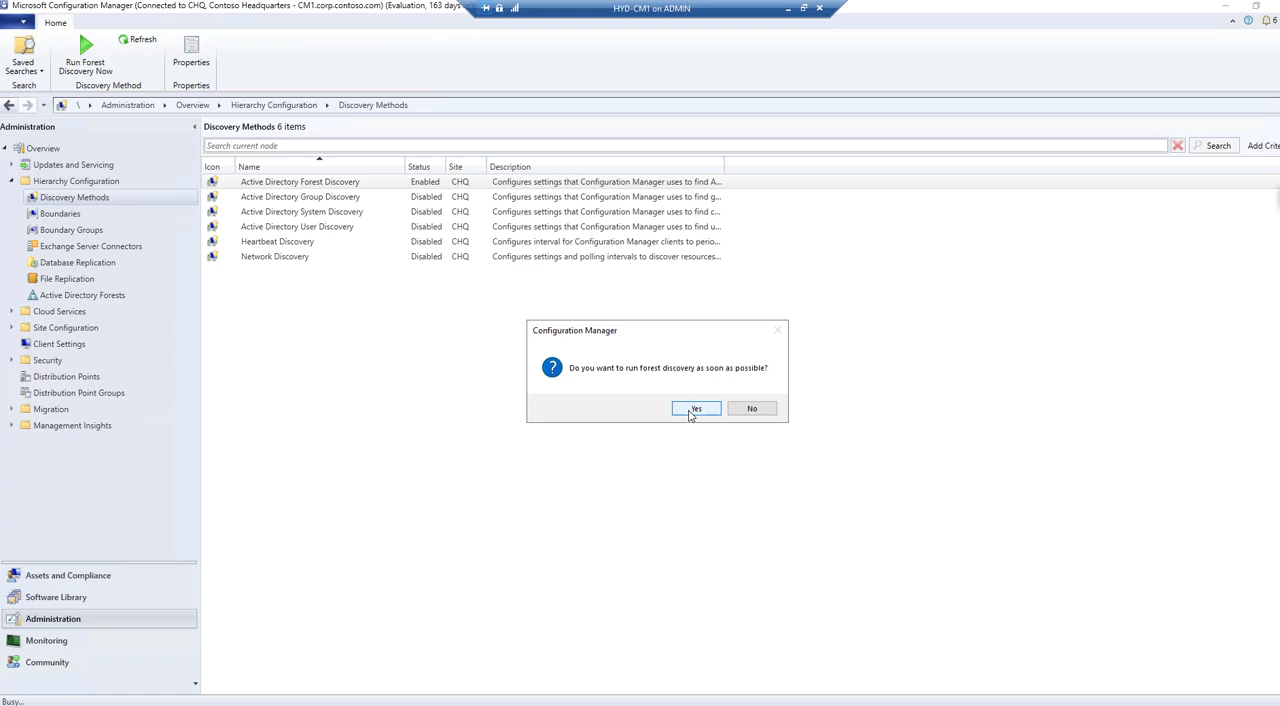 Microsoft Configuration Manager (Connected to CHQ, Contoso Headquarters - CM1.corp.contoso.com) (Evaluation, 163 days
HYD-CM1 on ADMIN
Home
6
Saved Searches
Run Forest Discovery Now
Refresh
Properties
Search
Discovery Method
Properties
\ Administration Overview Hierarchy Configuration Discovery Methods
Administration
Overview
Updates and Servicing
Hierarchy Configuration
Discovery Methods
Boundaries
Boundary Groups
Exchange Server Connectors
Database Replication
File Replication
Active Directory Forests
Cloud Services
Site Configuration
Client Settings
Security
Distribution Points
Distribution Point Groups
Migration
Management Insights
Assets and Compliance
Software Library
Administration
Monitoring
Community
Discovery Methods 6 items
Search current node
Search
Add Crite
Icon Name Status Site Description
Active Directory Forest Discovery Enabled CHQ Configures settings that Configuration Manager uses to find A...
Active Directory Group Discovery Disabled CHQ Configures settings that Configuration Manager uses to find g...
Active Directory System Discovery Disabled CHQ Configures settings that Configuration Manager uses to find c...
Active Directory User Discovery Disabled CHQ Configures settings that Configuration Manager uses to find u...
Heartbeat Discovery Disabled CHQ Configures interval for Configuration Manager clients to perio...
Network Discovery Disabled CHQ Configures settings and polling intervals to discover resources...
Configuration Manager
Do you want to run forest discovery as soon as possible?
Yes No
Busy...